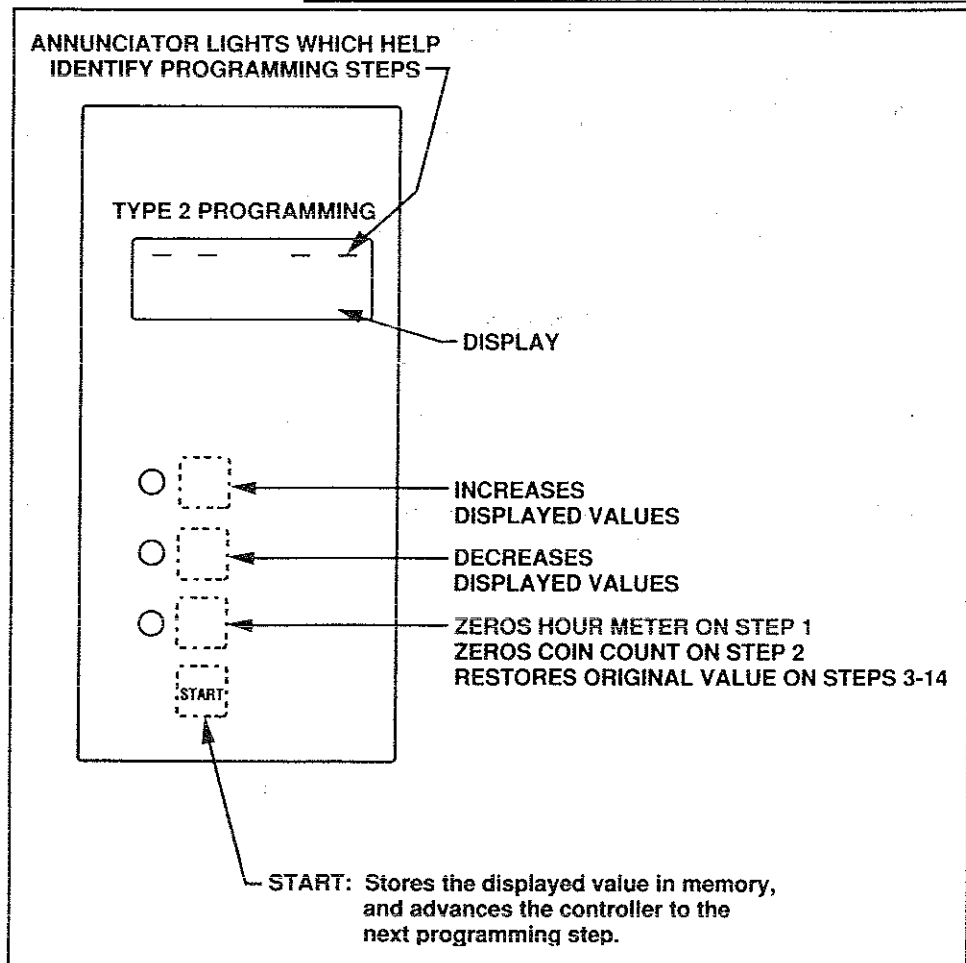 ANNUNCIATOR LIGHTS WHICH HELP
IDENTIFY PROGRAMMING STEPS
TYPE 2 PROGRAMMING
DISPLAY
INCREASES
DISPLAYED VALUES
DECREASES
DISPLAYED VALUES
ZEROS HOUR METER ON STEP 1
ZEROS COIN COUNT ON STEP 2
RESTORES ORIGINAL VALUE ON STEPS 3-14
START
START: Stores the displayed value in memory,
and advances the controller to the
next programming step.